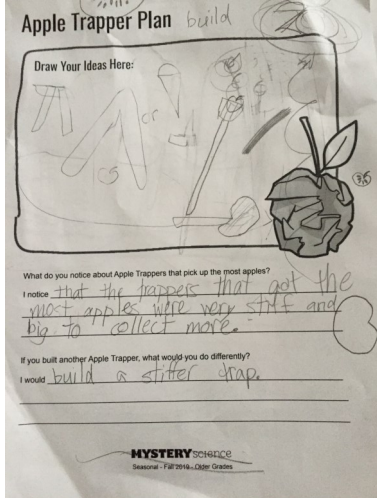 Apple Trapper Plan build
Draw Your Ideas Here:
What do you notice about Apple Trappers that pick up the most apples?
I notice that the trappers that got the
most apples were very stiff and
big to collect more.
If you built another Apple Trapper, what would you do differently?
I would build a stiffer trap.
MYSTERY science
Seasonal - Fall 2019 - Older Grades